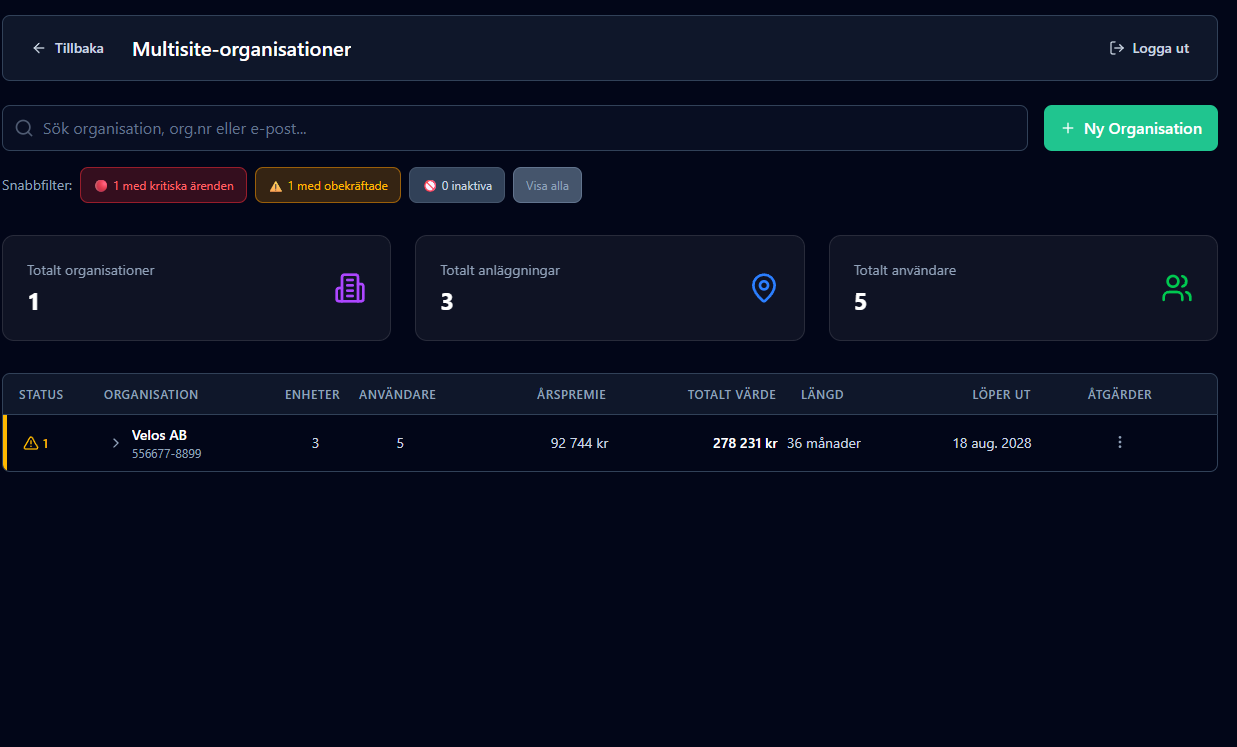 Tillbaka Multisite-organisationer Logga ut
Sök organisation, org.nr eller e-post... + Ny Organisation
Snabbfilter: 1 med kritiska ärenden 1 med obekräftade 0 inaktiva Visa alla
Totalt organisationer
1
Totalt anläggningar
3
Totalt användare
5
STATUS ORGANISATION ENHETER ANVÄNDARE ÅRSPREMIE TOTALT VÄRDE LÄNGD LÖPER UT ÅTGÄRDER
1 Velos AB 3 5 92 744 kr 278 231 kr 36 månader 18 aug. 2028
556677-8899